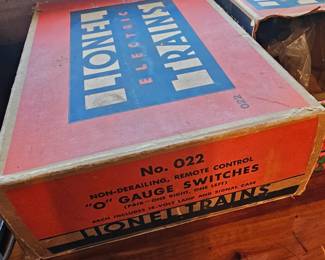 LIONEL
ELECTRIC
TRAINS
022
No. 022
NON-DERAILING, REMOTE CONTROL
"O" GAUGE SWITCHES
(PAIR—ONE RIGHT, ONE LEFT)
EACH INCLUDES 18-VOLT LAMP AND SIGNAL CASE
LIONEL TRAINS